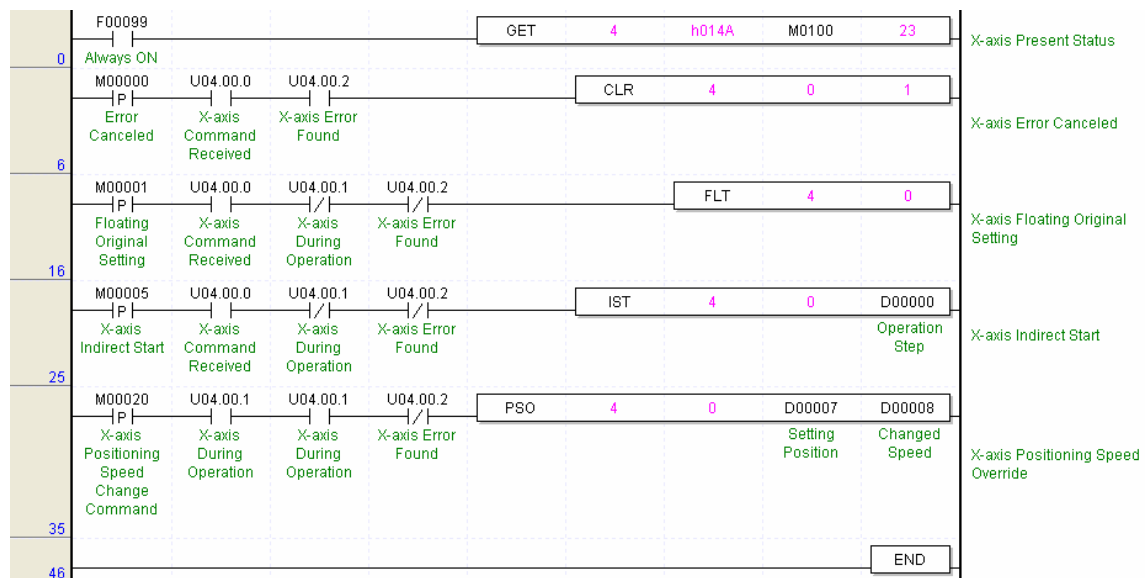 F00099
GET 4 h014A M0100 23
X-axis Present Status
0 Always ON
M00000 U04.00.0 U04.00.2
P
CLR 4 0 1
Error X-axis X-axis Error
Canceled Command Found
Received
X-axis Error Canceled
6
M00001 U04.00.0 U04.00.1 U04.00.2
P
FLT 4 0
Floating X-axis X-axis X-axis Error
Original Command During Found
Setting Received Operation
X-axis Floating Original
Setting
16
M00005 U04.00.0 U04.00.1 U04.00.2
P
IST 4 0 D00000
X-axis X-axis X-axis X-axis Error Operation
Indirect Start Command During Found Step
Received Operation
X-axis Indirect Start
25
M00020 U04.00.1 U04.00.1 U04.00.2
P
PSO 4 0 D00007 D00008
X-axis X-axis X-axis X-axis Error Setting Changed
Positioning During During Found Position Speed
Speed Operation Operation
Change
Command
X-axis Positioning Speed
Override
35
END
46